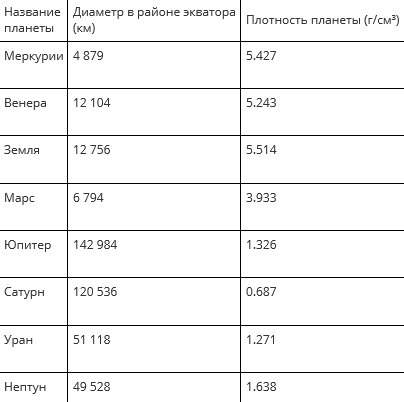 Название планеты Диаметр в районе экватора (км) Плотность планеты (г/см³)
Меркурии 4 879 5.427
Венера 12 104 5.243
Земля 12 756 5.514
Марс 6 794 3.933
Юпитер 142 984 1.326
Сатурн 120 536 0.687
Уран 51 118 1.271
Нептун 49 528 1.638